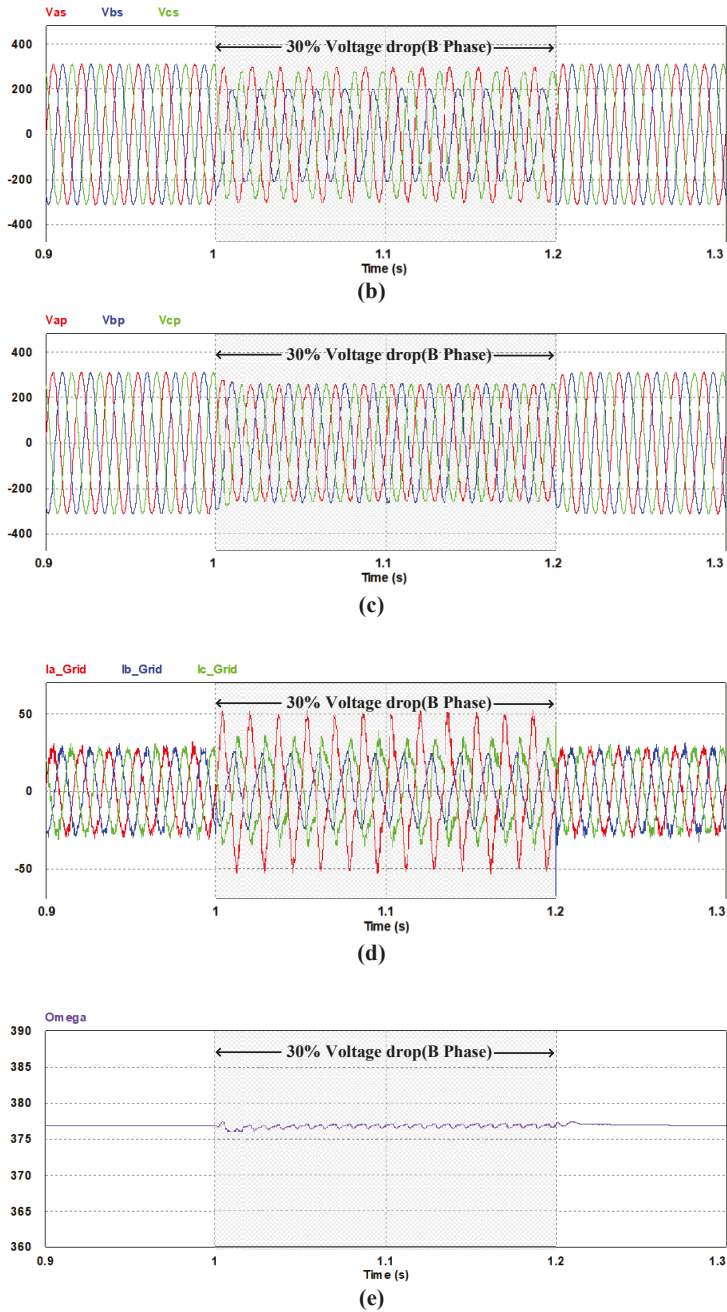 Vas Vbs Vcs
30% Voltage drop(B Phase)
400
200
0
-200
-400
0.9 1 1.1 1.2 1.3
Time (s)
(b)
Vap Vbp Vcp
30% Voltage drop(B Phase)
400
200
0
-200
-400
0.9 1 1.1 1.2 1.3
Time (s)
(c)
Ia_Grid Ib_Grid Ic_Grid
30% Voltage drop(B Phase)
50
0
-50
0.9 1 1.1 1.2 1.3
Time (s)
(d)
Omega
390
30% Voltage drop(B Phase)
385
380
375
370
365
360
0.9 1 1.1 1.2 1.3
Time (s)
(e)